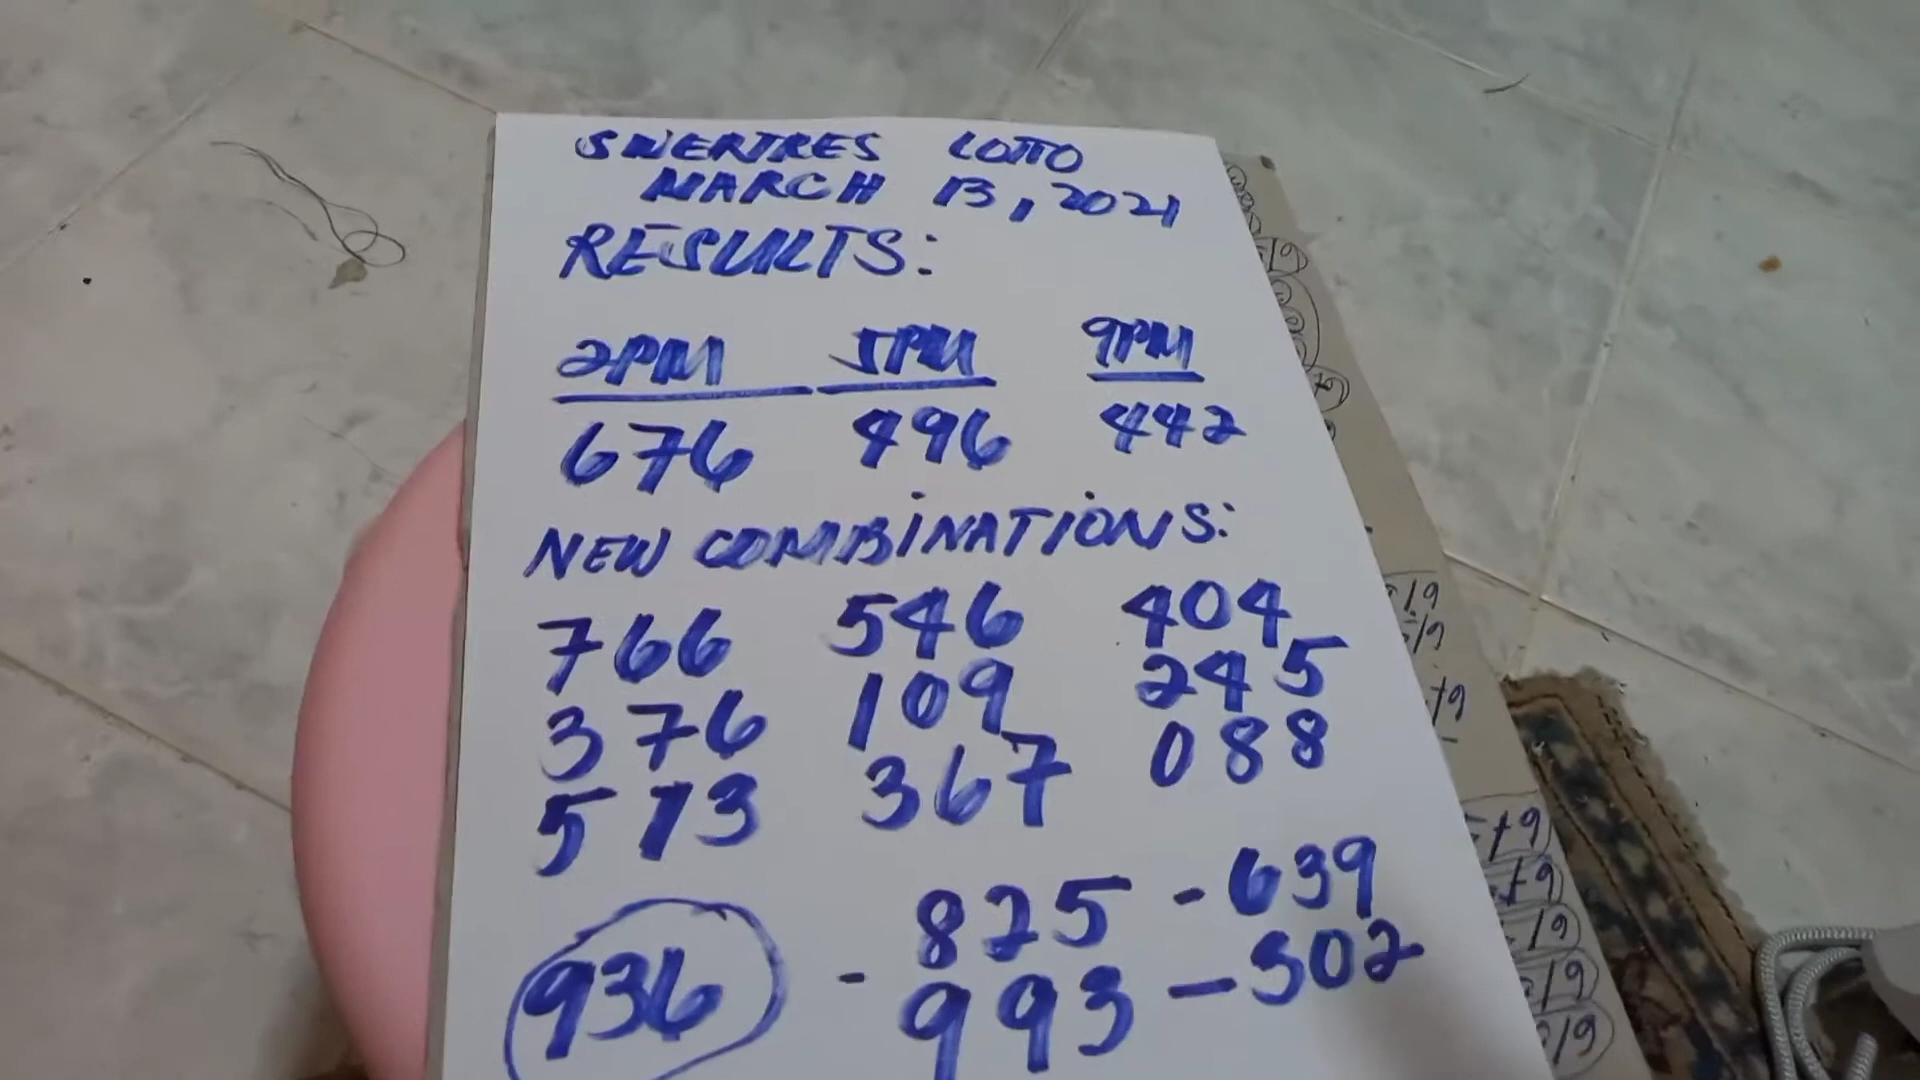 SWERTRES LOTTO
MARCH 13, 2021
RESULTS:
2PM 5PM 9PM
676 496 442
NEW COMBINATIONS:
766 546 404
376 109 245
573 367 088
825 - 639
936 - 993 - 302